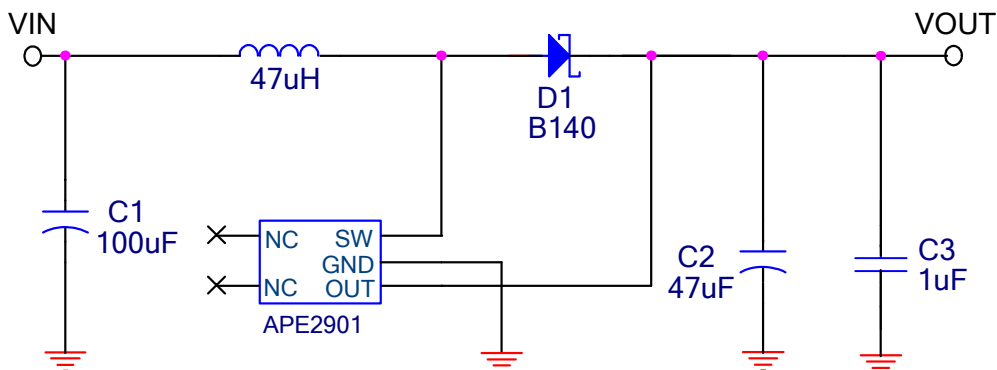 VIN
VOUT
47uH
D1
B140
C1
100uF
NC
SW
GND
NC
OUT
APE2901
C2
47uF
C3
1uF